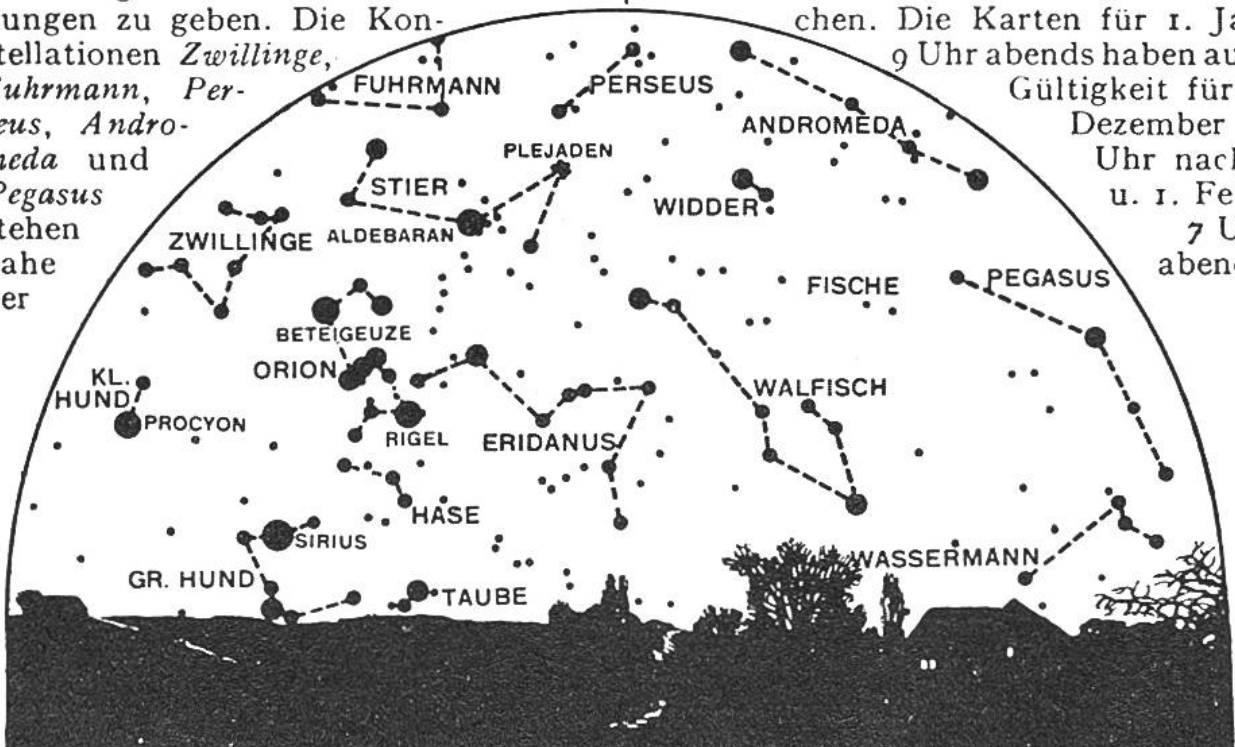 ungen zu geben. Die Kon-
tellationen Zwillinge,
uhrmann, Per-
eus, Andro-
neda und
Pegasus
tehen
ahe
er
chen. Die Karten für 1. Ja
9 Uhr abends haben au
Gültigkeit für
Dezember
Uhr nach
u. 1. Fe
7 U
abend
FUHRMANN
PERSEUS
ANDROMEDA
PLEJADEN
STIER
WIDDER
ZWILLINGE
ALDEBARAN
FISCHE
PEGASUS
BETEIGEUZE
ORION
KL.
HUND
PROCYON
WALFISCH
RIGEL
ERIDANUS
HASE
SIRIUS
WASSERMANN
GR. HUND
TAUBE